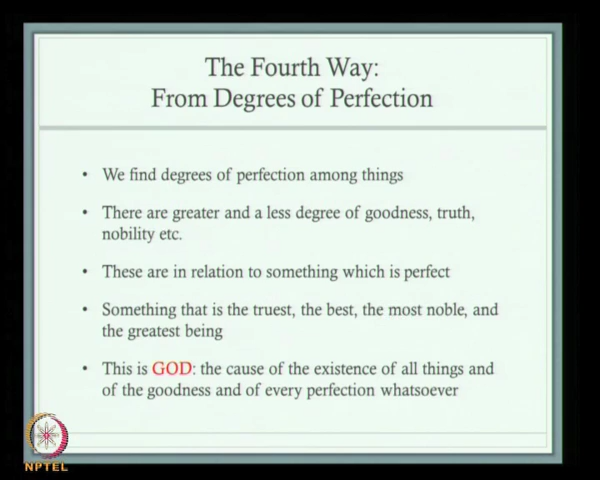 The Fourth Way:
From Degrees of Perfection
• We find degrees of perfection among things
• There are greater and a less degree of goodness, truth,
nobility etc.
• These are in relation to something which is perfect
• Something that is the truest, the best, the most noble, and
the greatest being
• This is GOD: the cause of the existence of all things and
of the goodness and of every perfection whatsoever
NPTEL